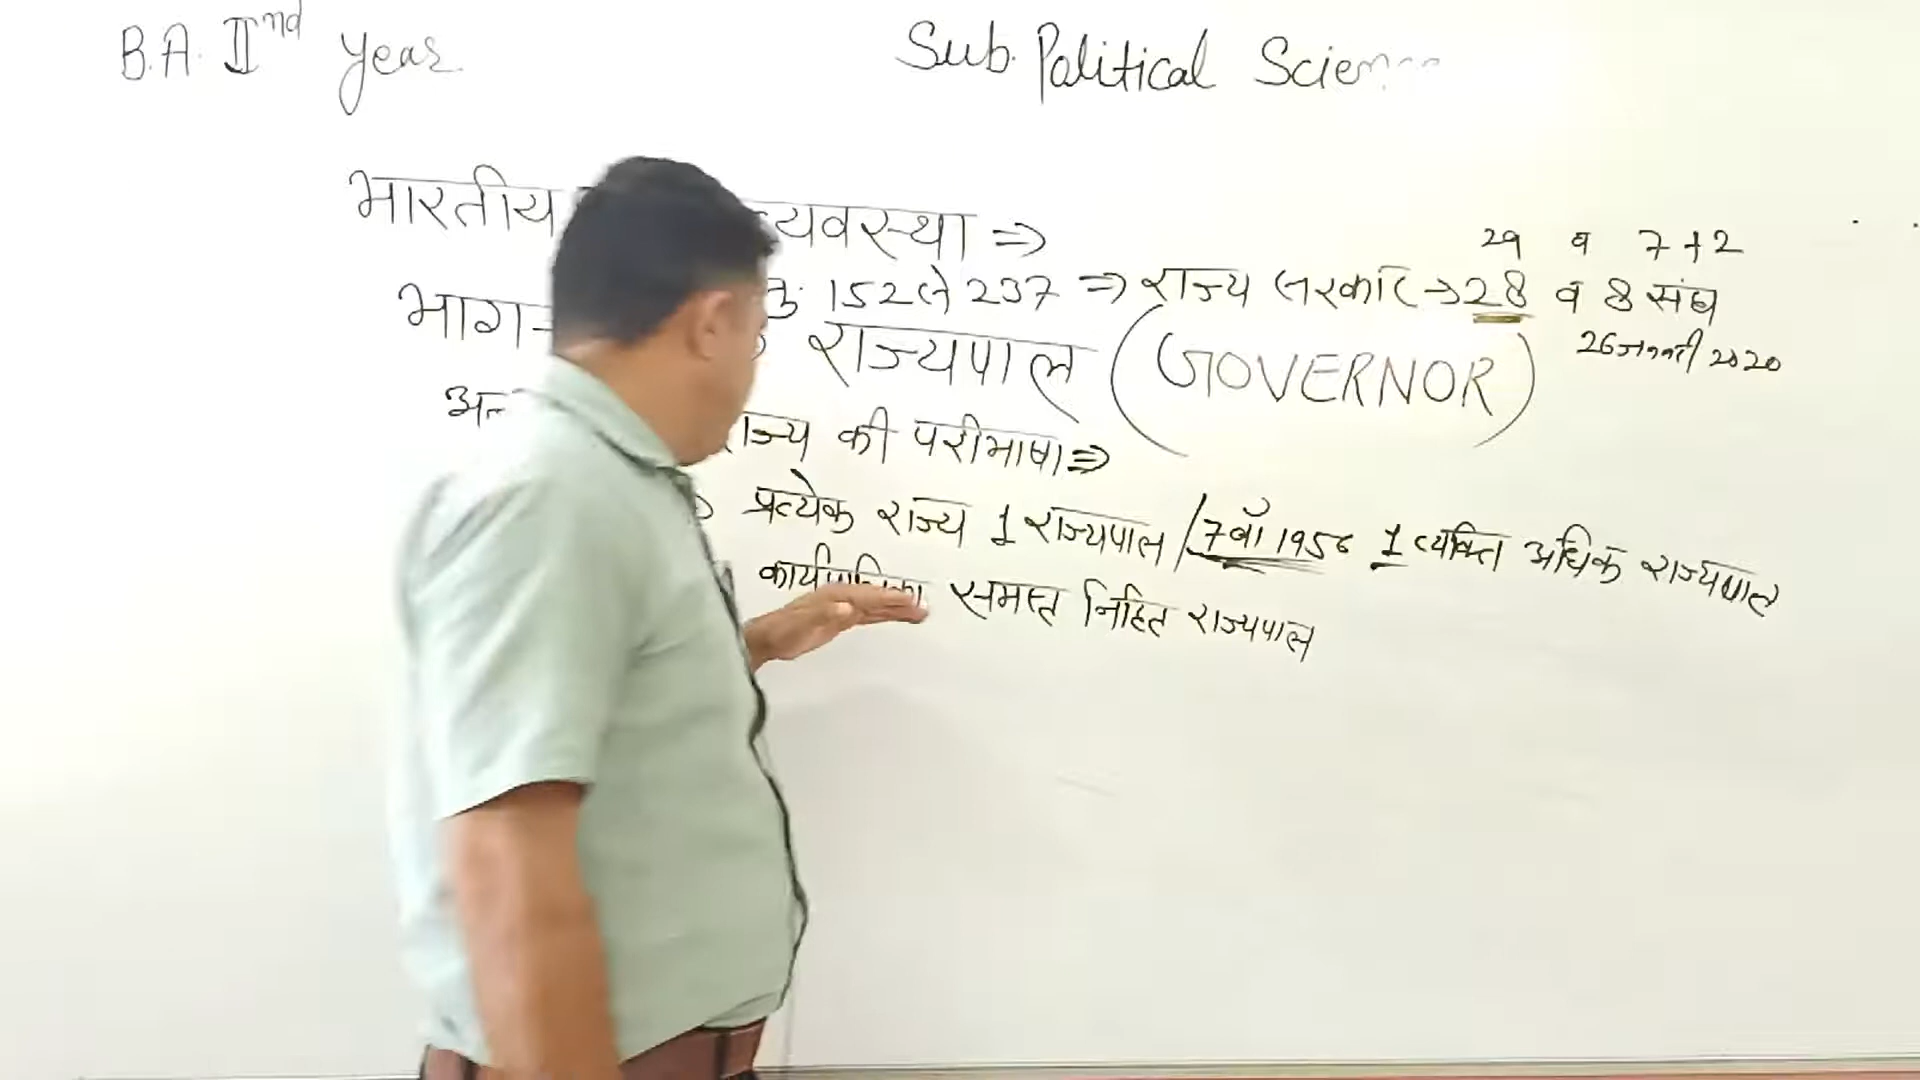 B.A. IInd Year
Sub. Political Scien
भारतीय व्यवस्था ⇒
29 व 7+2
भाग- 152 से 237 ⇒ राज्य सरकार → 28 व 8 संघ
26 जनवरी 2020
राज्यपाल (GOVERNOR)
राज्य की परीभाषा ⇒
प्रत्येक राज्य 1 राज्यपाल / 7वाँ 1956 1 व्यक्ति अधिक राज्यपाल
कार्यपालिका समस्त निहित राज्यपाल